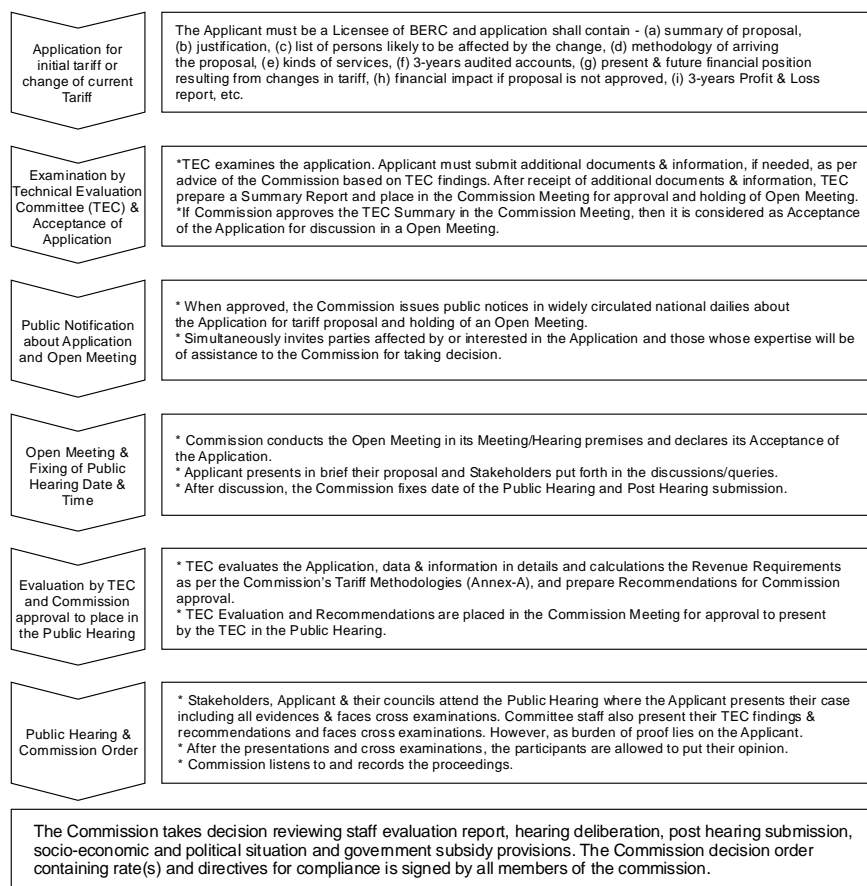 Application for
initial tariff or
change of current
Tariff
The Applicant must be a Licensee of BERC and application shall contain - (a) summary of proposal,
(b) justification, (c) list of persons likely to be affected by the change, (d) methodology of arriving
the proposal, (e) kinds of services, (f) 3-years audited accounts, (g) present & future financial position
resulting from changes in tariff, (h) financial impact if proposal is not approved, (i) 3-years Profit & Loss
report, etc.
Examination by
Technical Evaluation
Committee (TEC) &
Acceptance of
Application
*TEC examines the application. Applicant must submit additional documents & information, if needed, as per
advice of the Commission based on TEC findings. After receipt of additional documents & information, TEC
prepare a Summary Report and place in the Commission Meeting for approval and holding of Open Meeting.
*If Commission approves the TEC Summary in the Commission Meeting, then it is considered as Acceptance
of the Application for discussion in a Open Meeting.
Public Notification
about Application
and Open Meeting
* When approved, the Commission issues public notices in widely circulated national dailies about
the Application for tariff proposal and holding of an Open Meeting.
* Simultaneously invites parties affected by or interested in the Application and those whose expertise will be
of assistance to the Commission for taking decision.
Open Meeting &
Fixing of Public
Hearing Date &
Time
* Commission conducts the Open Meeting in its Meeting/Hearing premises and declares its Acceptance of
the Application.
* Applicant presents in brief their proposal and Stakeholders put forth in the discussions/queries.
* After discussion, the Commission fixes date of the Public Hearing and Post Hearing submission.
Evaluation by TEC
and Commission
approval to place in
the Public Hearing
* TEC evaluates the Application, data & information in details and calculations the Revenue Requirements
as per the Commission's Tariff Methodologies (Annex-A), and prepare Recommendations for Commission
approval.
* TEC Evaluation and Recommendations are placed in the Commission Meeting for approval to present
by the TEC in the Public Hearing.
Public Hearing &
Commission Order
* Stakeholders, Applicant & their councils attend the Public Hearing where the Applicant presents their case
including all evidences & faces cross examinations. Committee staff also present their TEC findings &
recommendations and faces cross examinations. However, as burden of proof lies on the Applicant.
* After the presentations and cross examinations, the participants are allowed to put their opinion.
* Commission listens to and records the proceedings.
The Commission takes decision reviewing staff evaluation report, hearing deliberation, post hearing submission,
socio-economic and political situation and government subsidy provisions. The Commission decision order
containing rate(s) and directives for compliance is signed by all members of the commission.